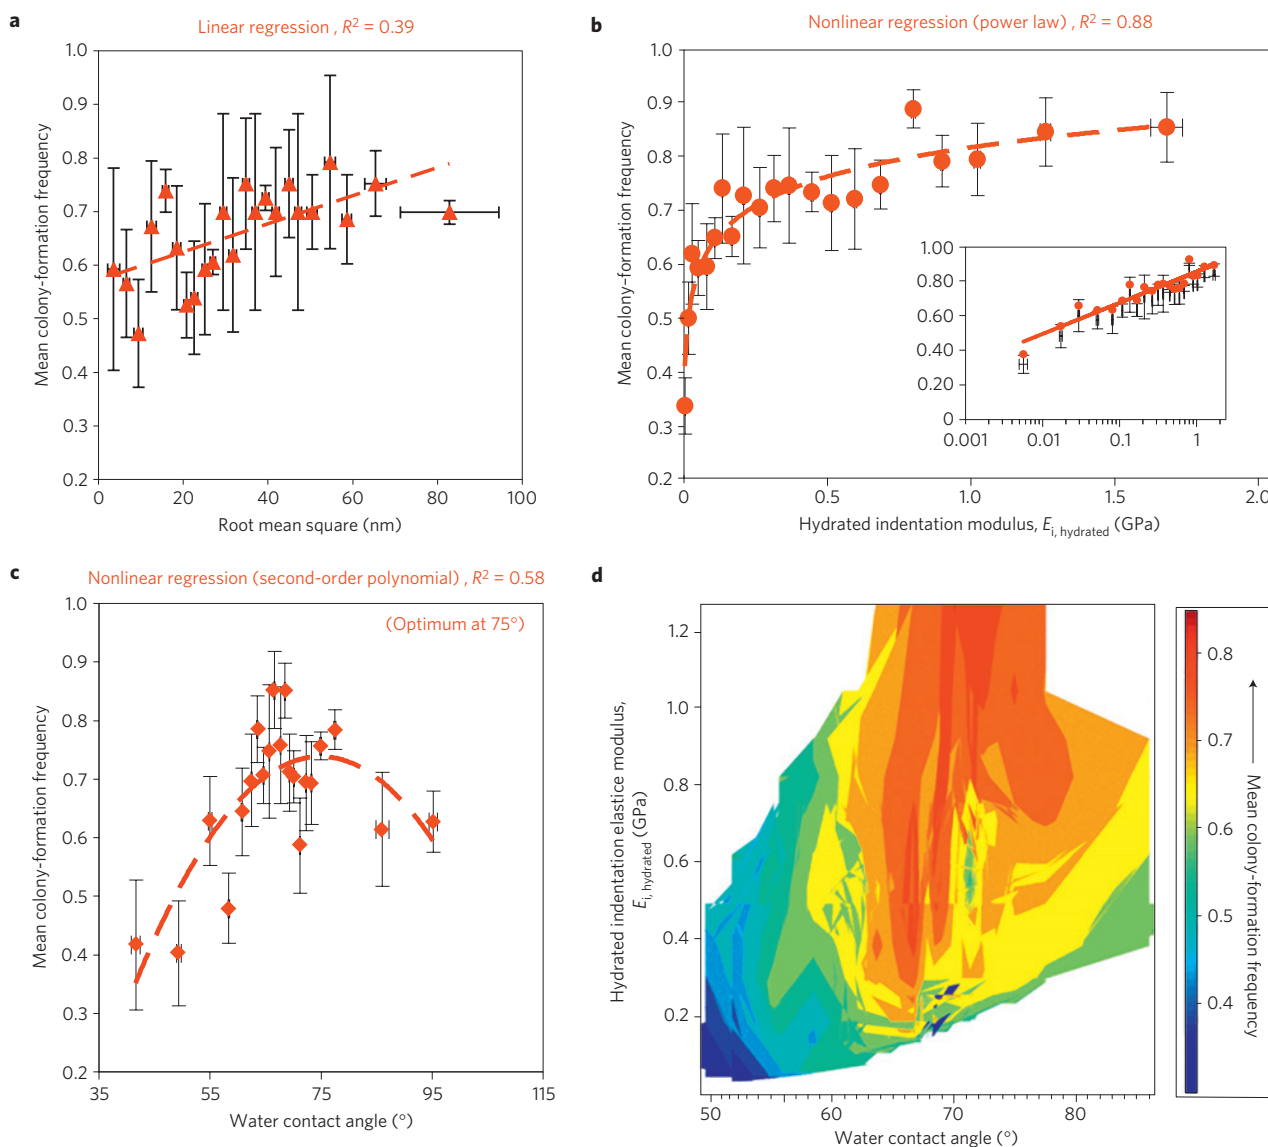 a
Linear regression , R² = 0.39
1.0
0.9
0.8
0.7
0.6
0.5
0.4
0.3
0.2
Mean colony-formation frequency
0 20 40 60 80 100
Root mean square (nm)
b
Nonlinear regression (power law) , R² = 0.88
1.0
0.9
0.8
0.7
0.6
0.5
0.4
0.3
0.2
Mean colony-formation frequency
0 0.5 1.0 1.5 2.0
Hydrated indentation modulus, Ei, hydrated (GPa)
1.00
0.80
0.60
0.40
0.20
0
0.001 0.01 0.1 1
c
Nonlinear regression (second-order polynomial) , R² = 0.58
(Optimum at 75°)
1.0
0.9
0.8
0.7
0.6
0.5
0.4
0.3
0.2
Mean colony-formation frequency
35 55 75 95 115
Water contact angle (°)
d
1.2
1.0
0.8
0.6
0.4
0.2
Hydrated indentation elastice modulus,
Ei, hydrated (GPa)
50 60 70 80
Water contact angle (°)
0.8
0.7
0.6
0.5
0.4
Mean colony-formation frequency